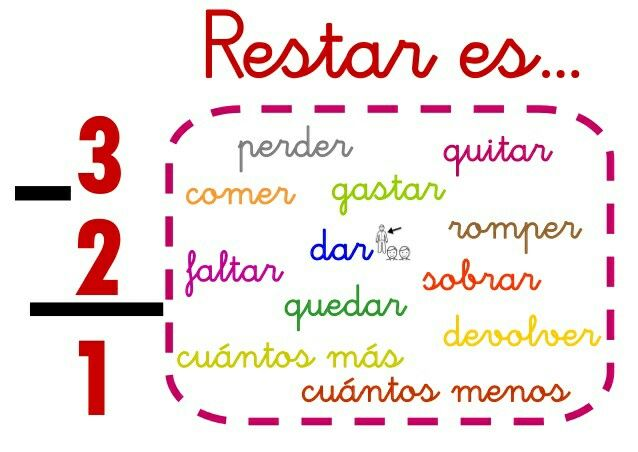 Restar es...
3
- 2
1
perder quitar
comer gastar
romper
dar
faltar sobrar
quedar
devolver
cuántos más
cuántos menos